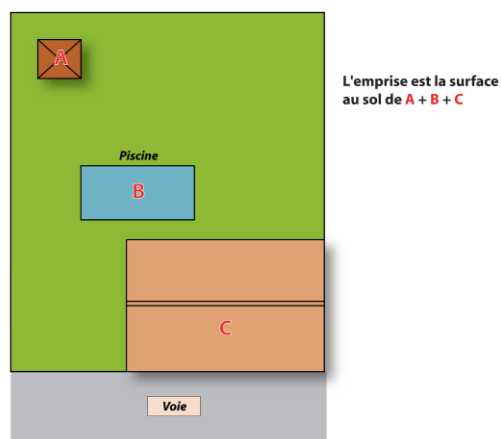 A
L'emprise est la surface
au sol de A + B + C
Piscine
B
C
Voie